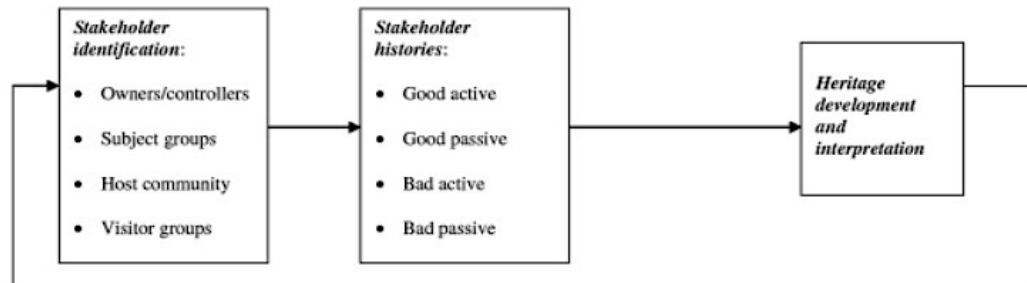 Stakeholder
identification:
• Owners/controllers
• Subject groups
• Host community
• Visitor groups
Stakeholder
histories:
• Good active
• Good passive
• Bad active
• Bad passive
Heritage
development
and
interpretation